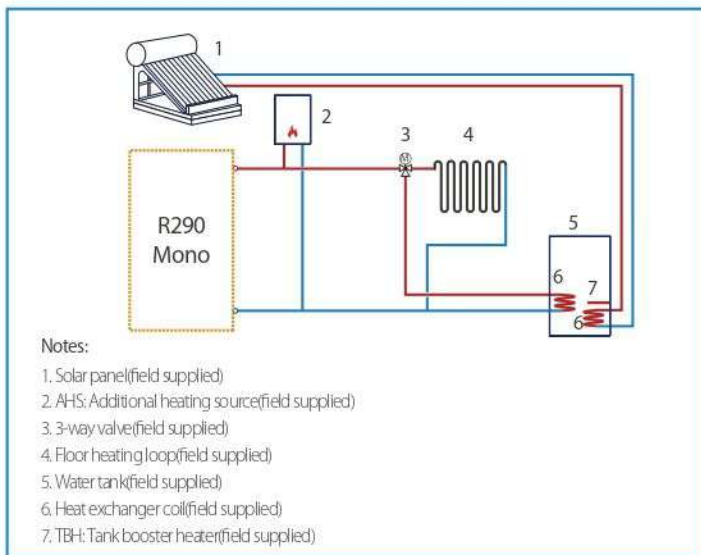 1
2
3
4
R290
Mono
5
6
7
6
Notes:
1. Solar panel(field supplied)
2. AHS: Additional heating source(field supplied)
3. 3-way valve(field supplied)
4. Floor heating loop(field supplied)
5. Water tank(field supplied)
6. Heat exchanger coil(field supplied)
7. TBH: Tank booster heater(field supplied)